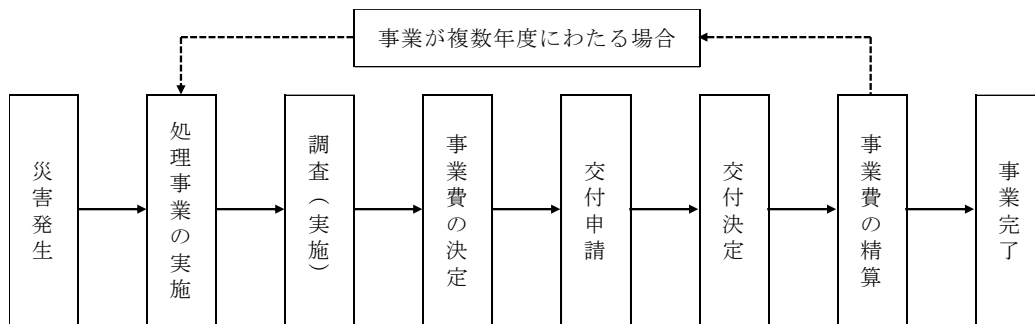 事業が複数年度にわたる場合
災害発生
処理事業の実施
調査（実施）
事業費の決定
交付申請
交付決定
事業費の精算
事業完了